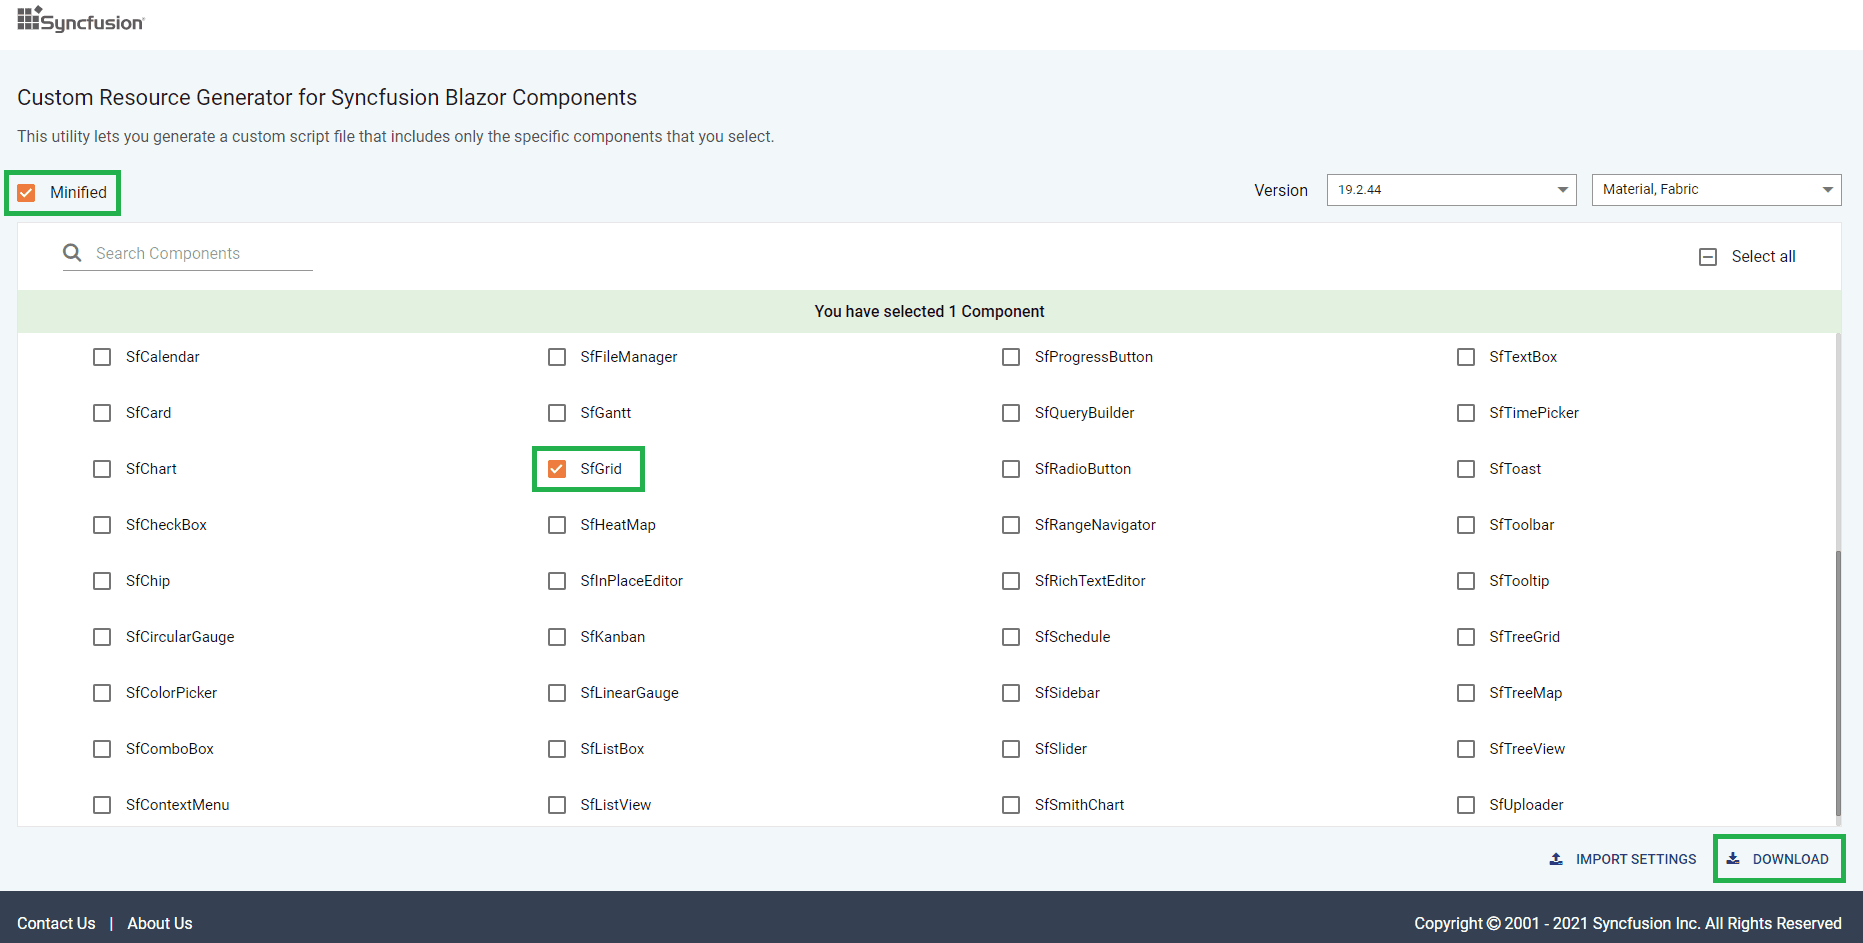 Syncfusion
Custom Resource Generator for Syncfusion Blazor Components
This utility lets you generate a custom script file that includes only the specific components that you select.
Minified
Version 19.2.44 Material, Fabric
Search Components
Select all
You have selected 1 Component
SfCalendar SfFileManager SfProgressButton SfTextBox
SfCard SfGantt SfQueryBuilder SfTimePicker
SfChart SfGrid SfRadioButton SfToast
SfCheckBox SfHeatMap SfRangeNavigator SfToolbar
SfChip SfInPlaceEditor SfRichTextEditor SfTooltip
SfCircularGauge SfKanban SfSchedule SfTreeGrid
SfColorPicker SfLinearGauge SfSidebar SfTreeMap
SfComboBox SfListBox SfSlider SfTreeView
SfContextMenu SfListView SfSmithChart SfUploader
IMPORT SETTINGS DOWNLOAD
Contact Us | About Us Copyright © 2001 - 2021 Syncfusion Inc. All Rights Reserved